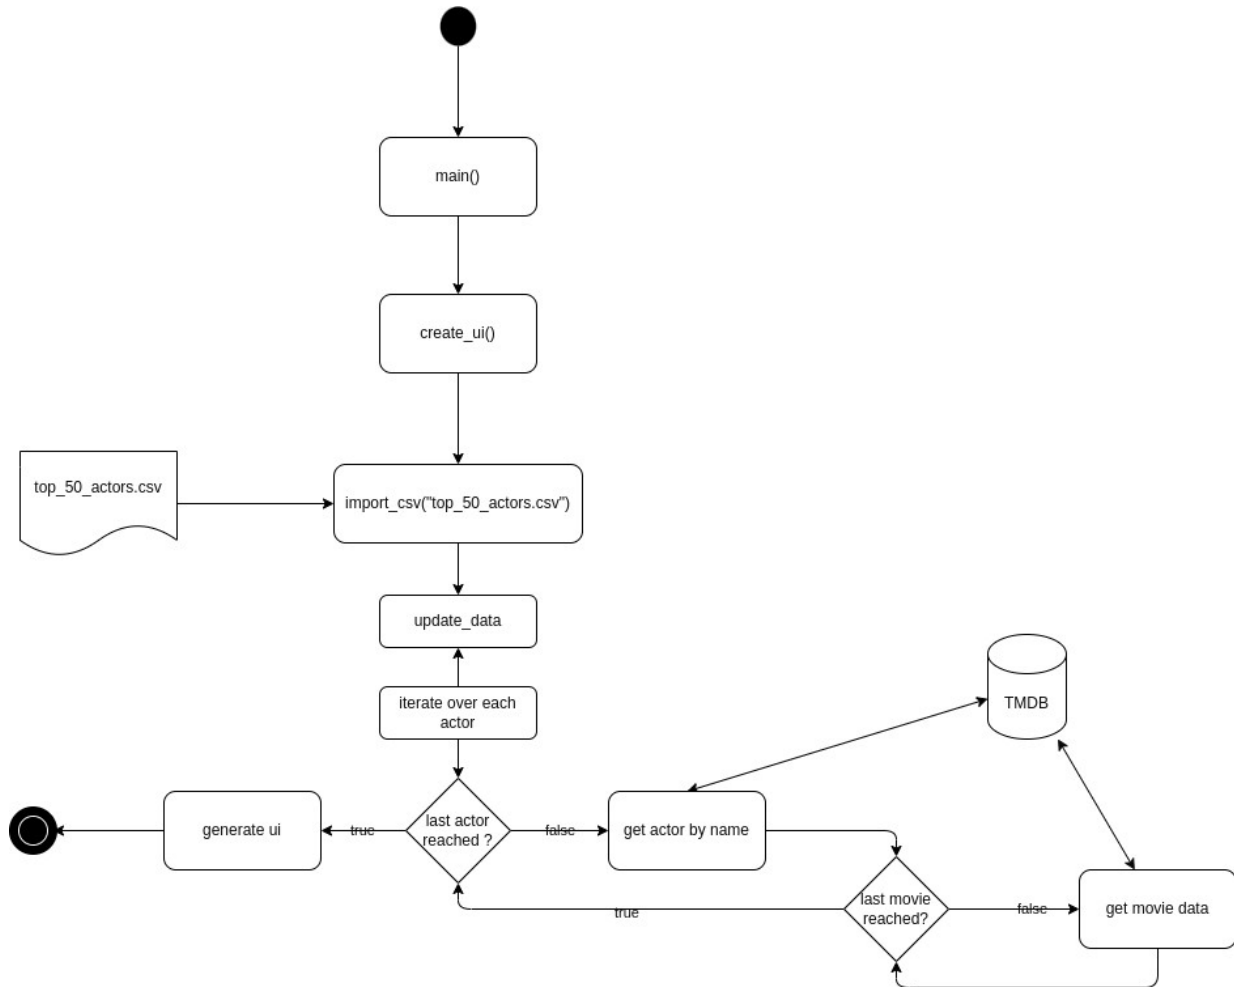 main()
create_ui()
top_50_actors.csv
import_csv("top_50_actors.csv")
update_data
iterate over each
actor
TMDB
generate ui
true
last actor
reached ?
false
get actor by name
true
last movie
reached?
false
get movie data